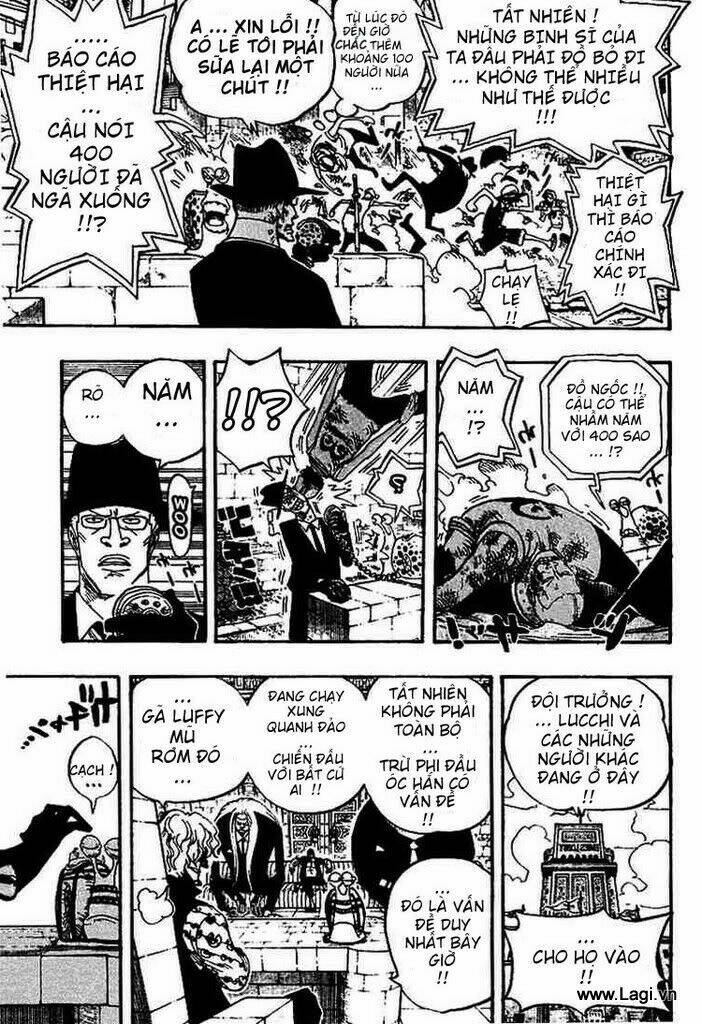 TẤT NHIÊN !
NHỮNG BINH SĨ CỦA
TA ĐÂU PHẢI ĐỒ BỎ ĐI
... KHÔNG THỂ NHIỀU
NHƯ THẾ ĐƯỢC
!!!
TỪ LÚC ĐÓ
ĐẾN GIỜ
CHẮC THÊM
KHOẢNG 100
NGƯỜI NỮA
...
A ... XIN LỖI !!
CÓ LẼ TÔI PHẢI
SỮA LẠI MỘT
CHÚT !!
.....
BÁO CÁO
THIỆT HẠI
...
CẬU NÓI
400
NGƯỜI ĐÃ
NGÃ XUỐNG
!!?
THIỆT
HẠI GÌ
THÌ BÁO
CÁO
CHÍNH
XÁC ĐI
!!
CHẠY
LẸ
!!
ĐỒ NGỐC !!
CẬU CÓ THỂ
NHẦM NĂM
VỚI 400 SAO
... !?
NĂM
...
!?
!!?
?
NĂM
...
RÕ
...
300
ĐỘI TRƯỞNG !
... LUCCHI VÀ
CÁC NHỮNG
NGƯỜI KHÁC
ĐANG Ở ĐÂY
!!
...
CHO HỌ VÀO
!!
TẤT NHIÊN
KHÔNG PHẢI
TOÀN BỘ
...
TRỪ PHI ĐẦU
ÓC HẮN CÓ
VẤN ĐỀ
!!
ĐANG CHẠY
XUNG
QUANH ĐẢO
...
CHIẾN ĐẤU
VỚI BẤT CỨ
AI !!
...
GÃ LUFFY
MŨ
RƠM ĐÓ
...
...
ĐÓ LÀ VẤN
ĐỀ DUY
NHẤT BÂY
GIỜ
!!
CẠCH !
...
www.Lagi.vn